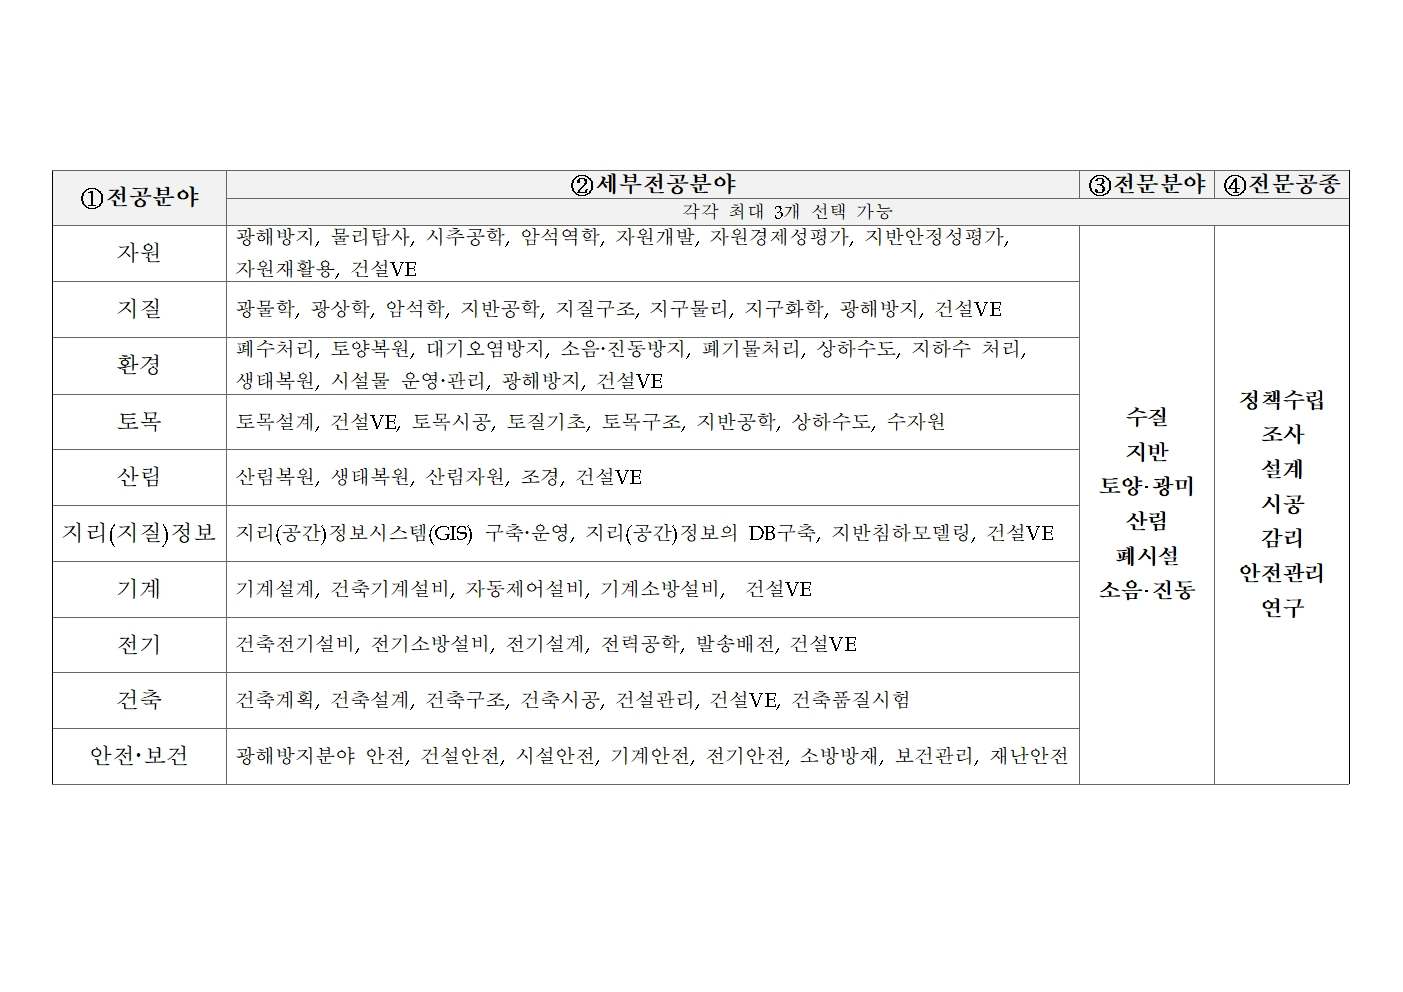 ①전공분야
②세부전공분야
③전문분야
④전문공종
각각 최대 3개 선택 가능
자원
광해방지, 물리탐사, 시추공학, 암석역학, 자원개발, 자원경제성평가, 지반안정성평가,
자원재활용, 건설VE
지질
광물학, 광상학, 암석학, 지반공학, 지질구조, 지구물리, 지구화학, 광해방지, 건설VE
환경
폐수처리, 토양복원, 대기오염방지, 소음·진동방지, 폐기물처리, 상하수도, 지하수 처리,
생태복원, 시설물 운영·관리, 광해방지, 건설VE
토목
토목설계, 건설VE, 토목시공, 토질기초, 토목구조, 지반공학, 상하수도, 수자원
산림
산림복원, 생태복원, 산림자원, 조경, 건설VE
지리(지질)정보
지리(공간)정보시스템(GIS) 구축·운영, 지리(공간)정보의 DB구축, 지반침하모델링, 건설VE
기계
기계설계, 건축기계설비, 자동제어설비, 기계소방설비, 건설VE
전기
건축전기설비, 전기소방설비, 전기설계, 전력공학, 발송배전, 건설VE
건축
건축계획, 건축설계, 건축구조, 건축시공, 건설관리, 건설VE, 건축품질시험
안전·보건
광해방지분야 안전, 건설안전, 시설안전, 기계안전, 전기안전, 소방방재, 보건관리, 재난안전
수질
지반
토양·광미
산림
폐시설
소음·진동
정책수립
조사
설계
시공
감리
안전관리
연구